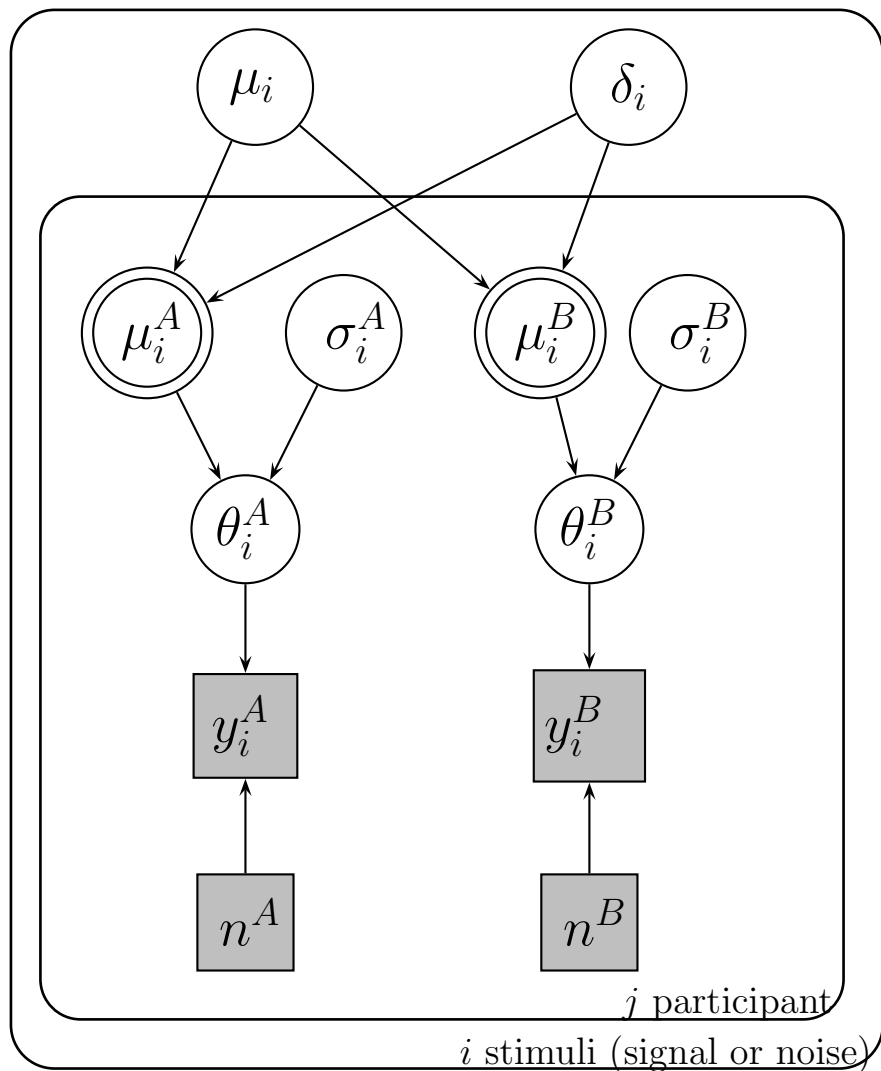 μ_i δ_i
μ_i^A σ_i^A μ_i^B σ_i^B
θ_i^A θ_i^B
y_i^A y_i^B
n^A n^B
j participant
i stimuli (signal or noise)